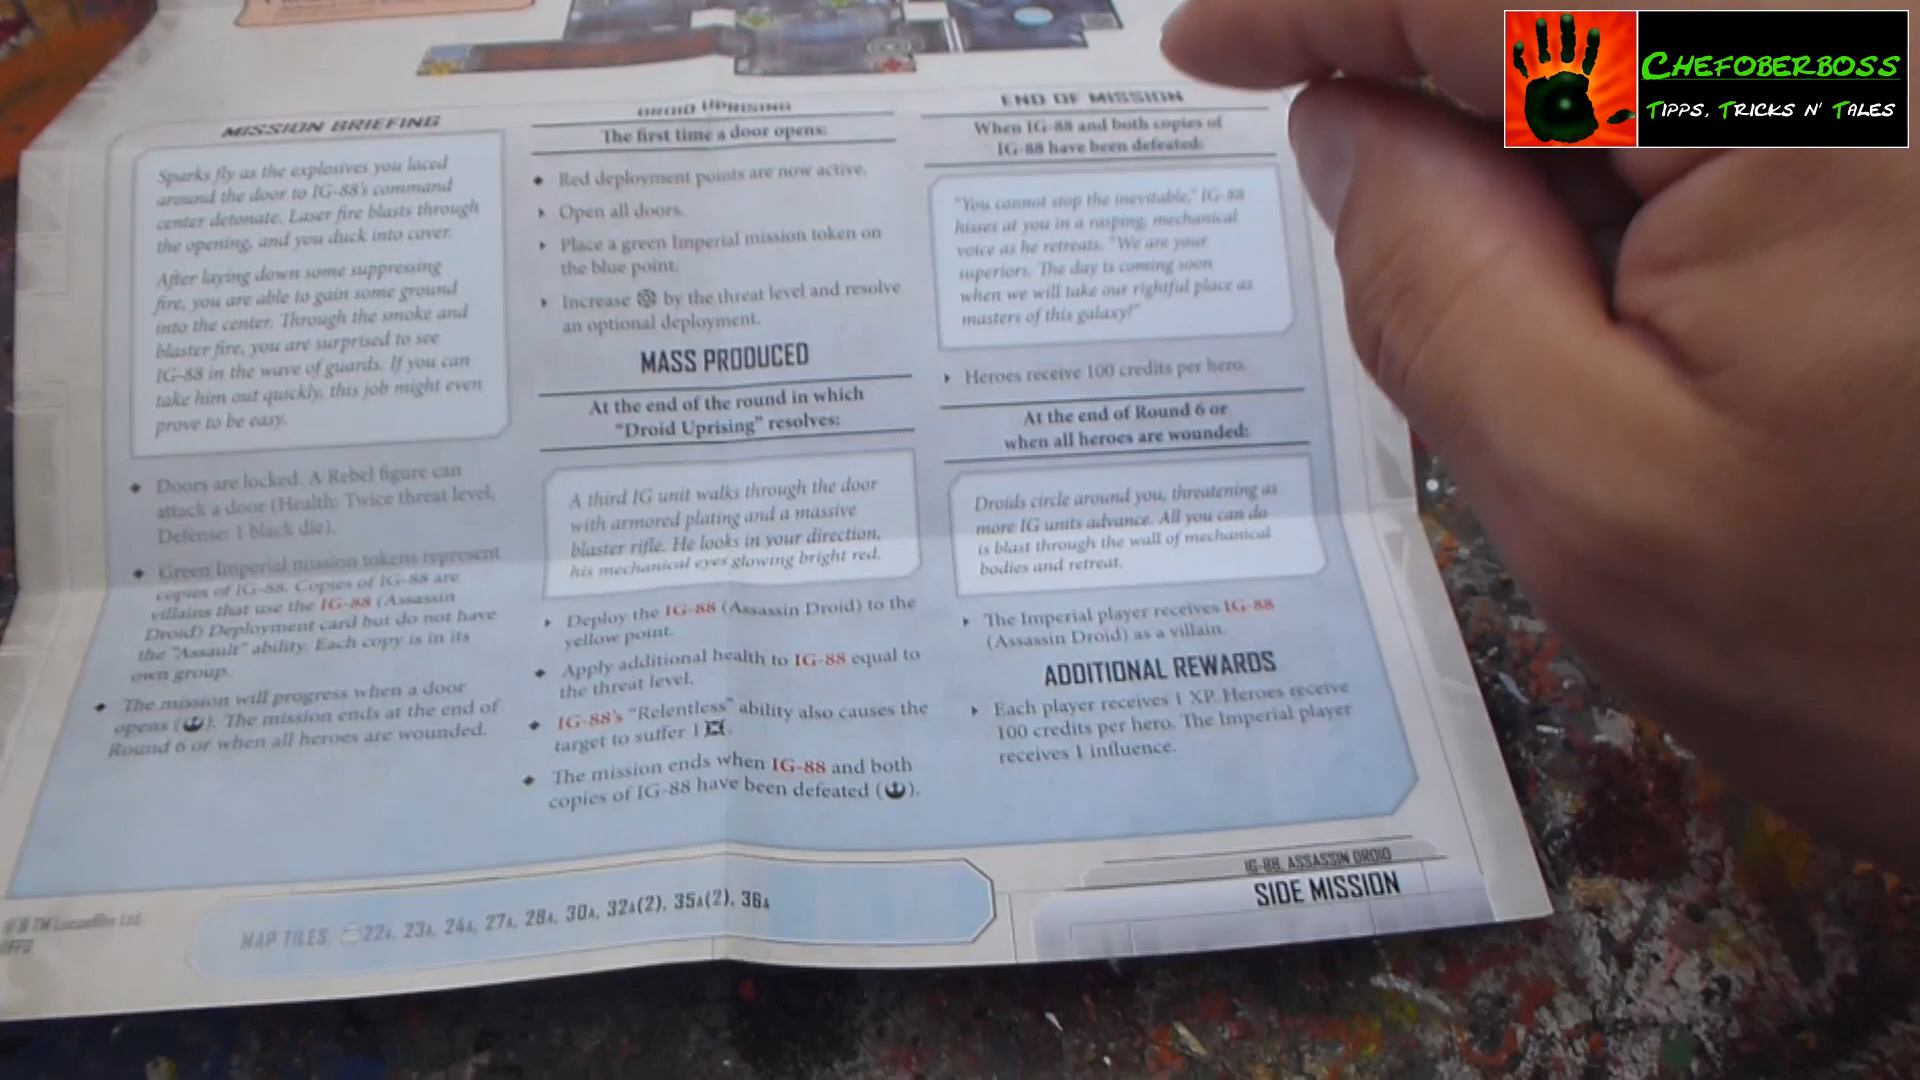 CHEFOBERBOSS
TIPPS, TRICKS N' TALES
MISSION BRIEFING
Sparks fly as the explosives you laced
around the door to IG-88's command
center detonate. Laser fire blasts through
the opening, and you duck into cover.
After laying down some suppressing
fire, you are able to gain some ground
into the center. Through the smoke and
blaster fire, you are surprised to see
IG-88 in the wave of guards. If you can
take him out quickly, this job might even
prove to be easy.
Doors are locked. A Rebel figure can
attack a door (Health: Twice threat level,
Defense: 1 black die).
Green Imperial mission tokens represent
copies of IG-88. Copies of IG-88 are
villains that use the IG-88 (Assassin
Droid) Deployment card but do not have
the "Assault" ability. Each copy is in its
own group.
The mission will progress when a door
opens ( ). The mission ends at the end of
Round 6 or when all heroes are wounded.
DROID UPRISING
The first time a door opens:
Red deployment points are now active.
Open all doors.
Place a green Imperial mission token on
the blue point.
Increase by the threat level and resolve
an optional deployment.
MASS PRODUCED
At the end of the round in which
"Droid Uprising" resolves:
A third IG unit walks through the door
with armored plating and a massive
blaster rifle. He looks in your direction,
his mechanical eyes glowing bright red.
Deploy the IG-88 (Assassin Droid) to the
yellow point.
Apply additional health to IG-88 equal to
the threat level.
IG-88's "Relentless" ability also causes the
target to suffer 1 .
The mission ends when IG-88 and both
copies of IG-88 have been defeated ( ).
END OF MISSION
When IG-88 and both copies of
IG-88 have been defeated:
"You cannot stop the inevitable," IG-88
hisses at you in a rasping, mechanical
voice as he retreats. "We are your
superiors. The day is coming soon
when we will take our rightful place as
masters of this galaxy!"
Heroes receive 100 credits per hero.
At the end of Round 6 or
when all heroes are wounded:
Droids circle around you, threatening as
more IG units advance. All you can do
is blast through the wall of mechanical
bodies and retreat.
The Imperial player receives IG-88
(Assassin Droid) as a villain.
ADDITIONAL REWARDS
Each player receives 1 XP. Heroes receive
100 credits per hero. The Imperial player
receives 1 influence.
© & TM Lucasfilm Ltd.
MAP TILES: 22A, 23A, 24A, 27A, 28A, 30A, 32A(2), 35A(2), 36A
IG-88, ASSASSIN DROID
SIDE MISSION